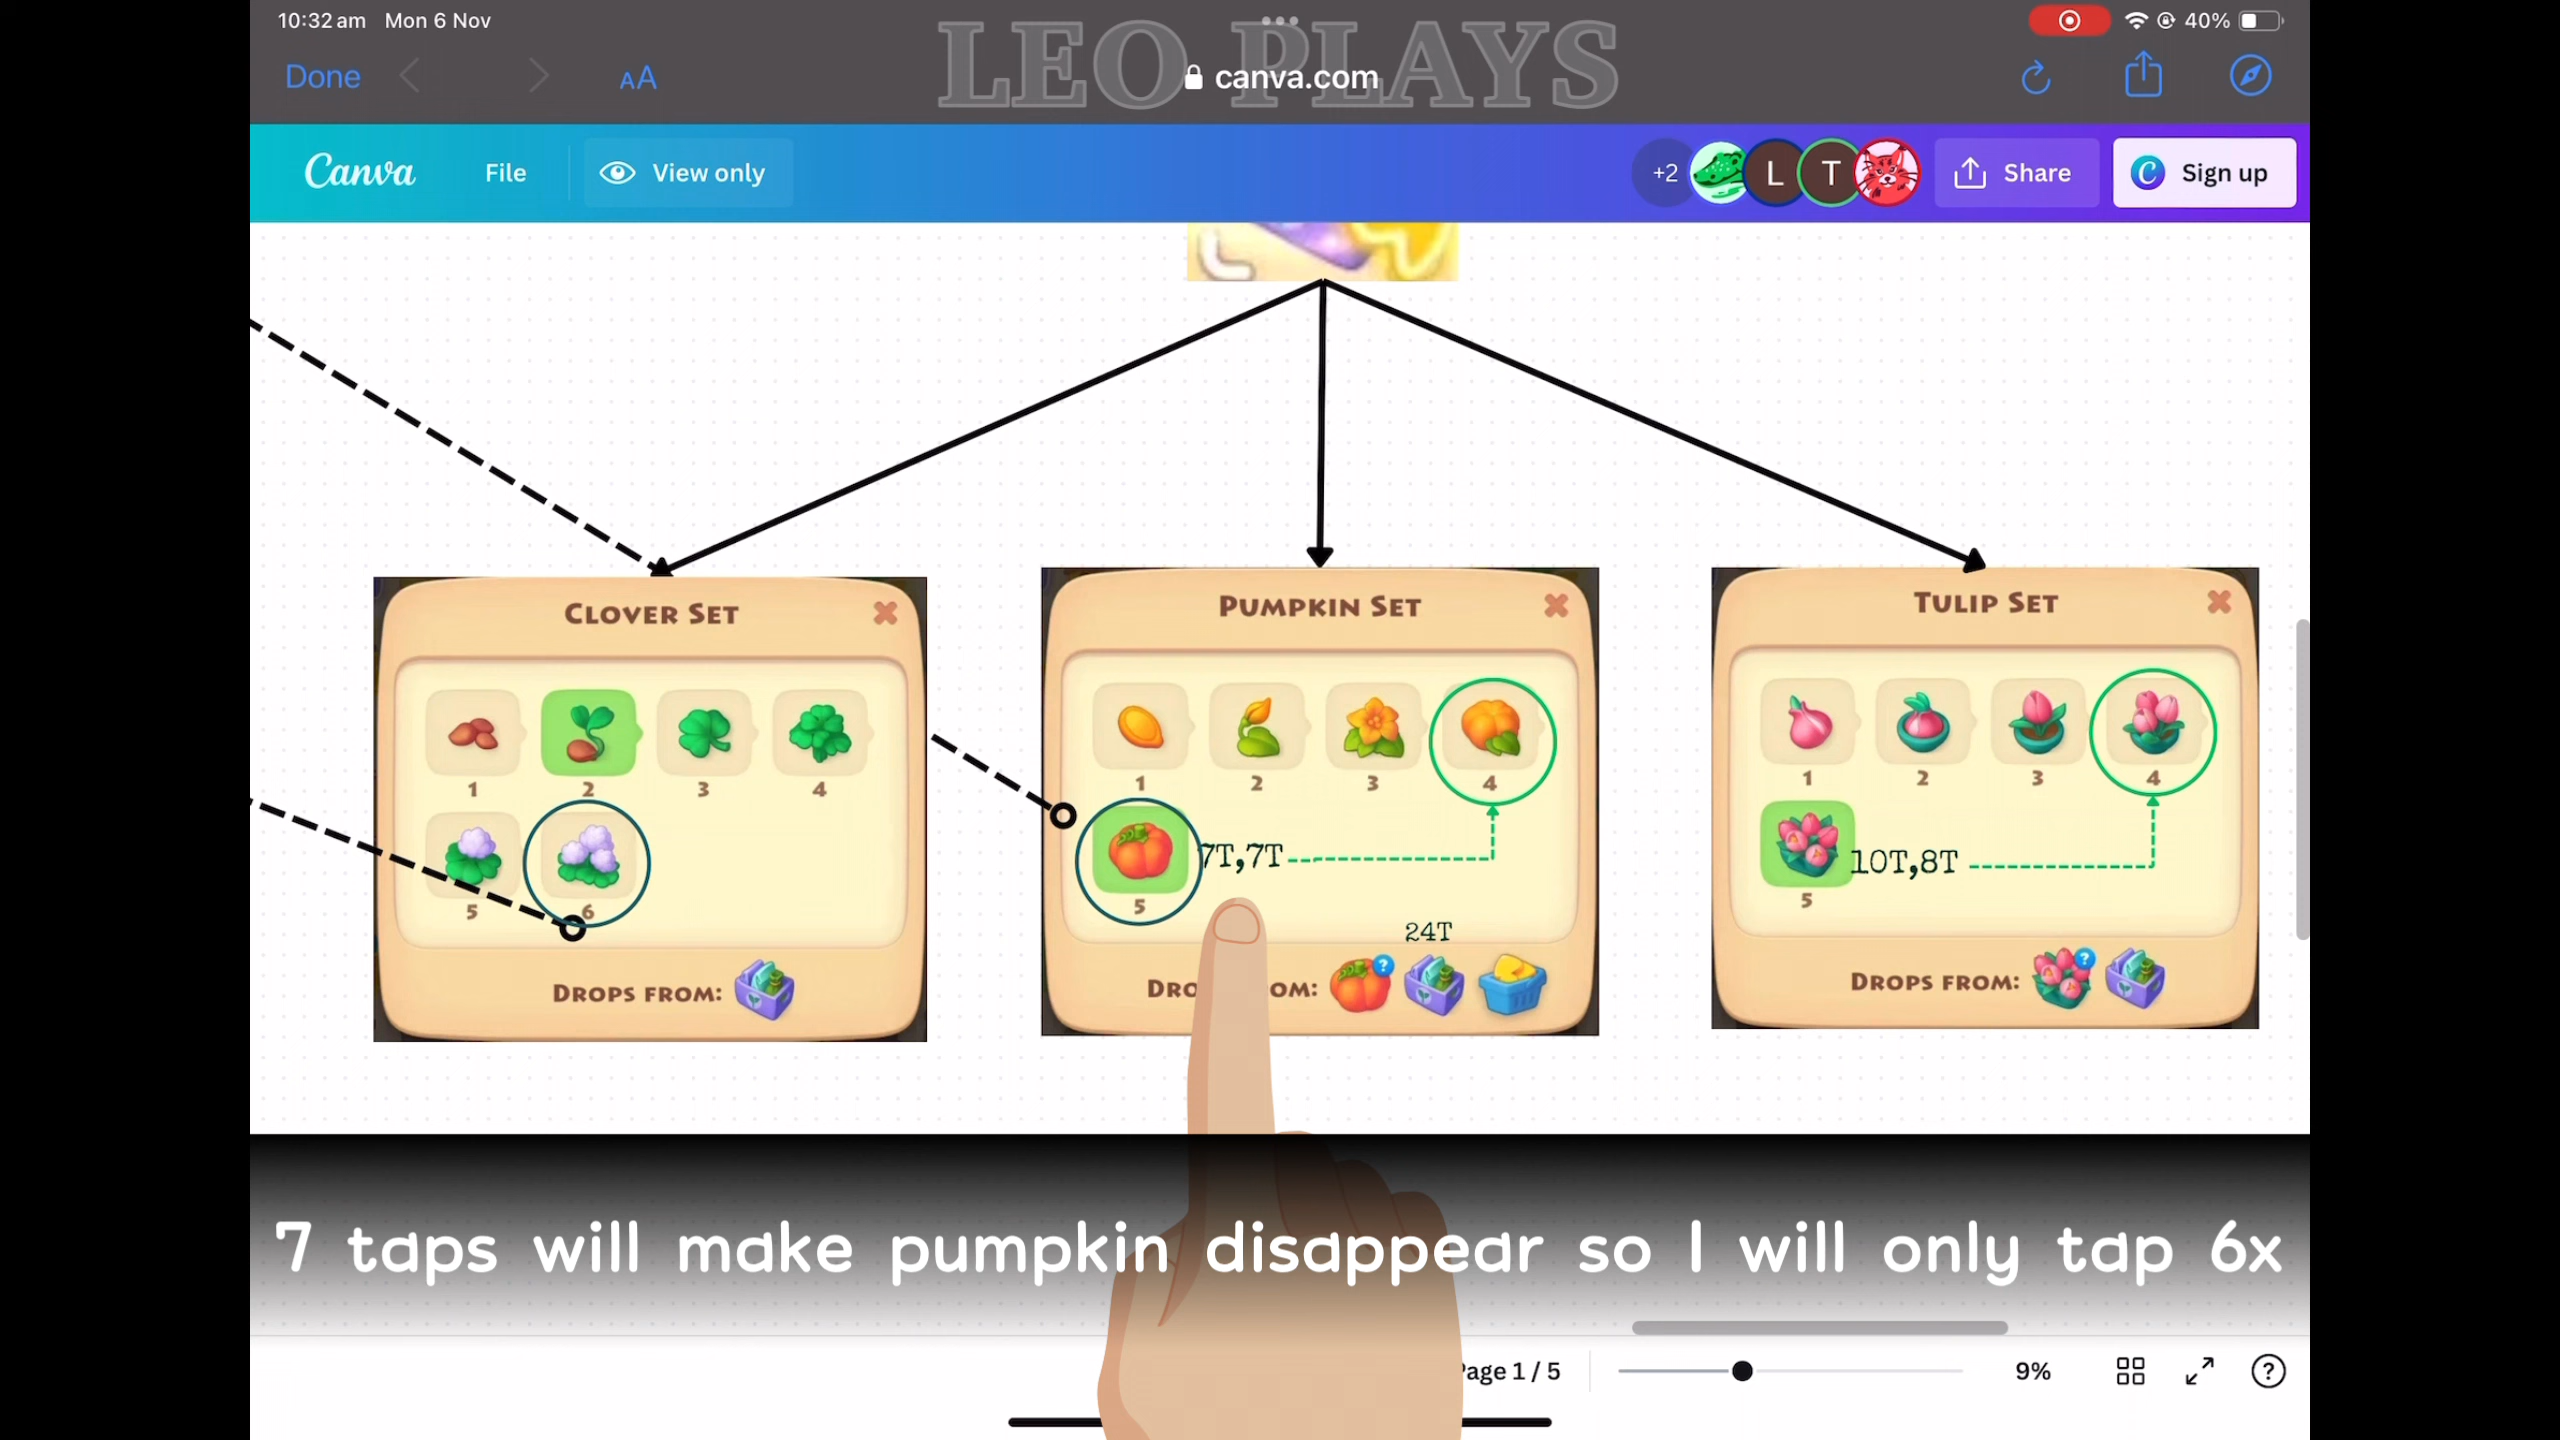 10:32 am Mon 6 Nov
LEO PLAYS
40%
Done
AA
canva.com
Canva
File
View only
+2
L
T
Share
Sign up
CLOVER SET
1 2 3 4
5 6
DROPS FROM:
PUMPKIN SET
1 2 3 4
7T,7T
5
24T
TULIP SET
1 2 3 4
10T,8T
5
DROPS FROM:
7 taps will make pumpkin disappear so I will only tap 6x
1 / 5
9%